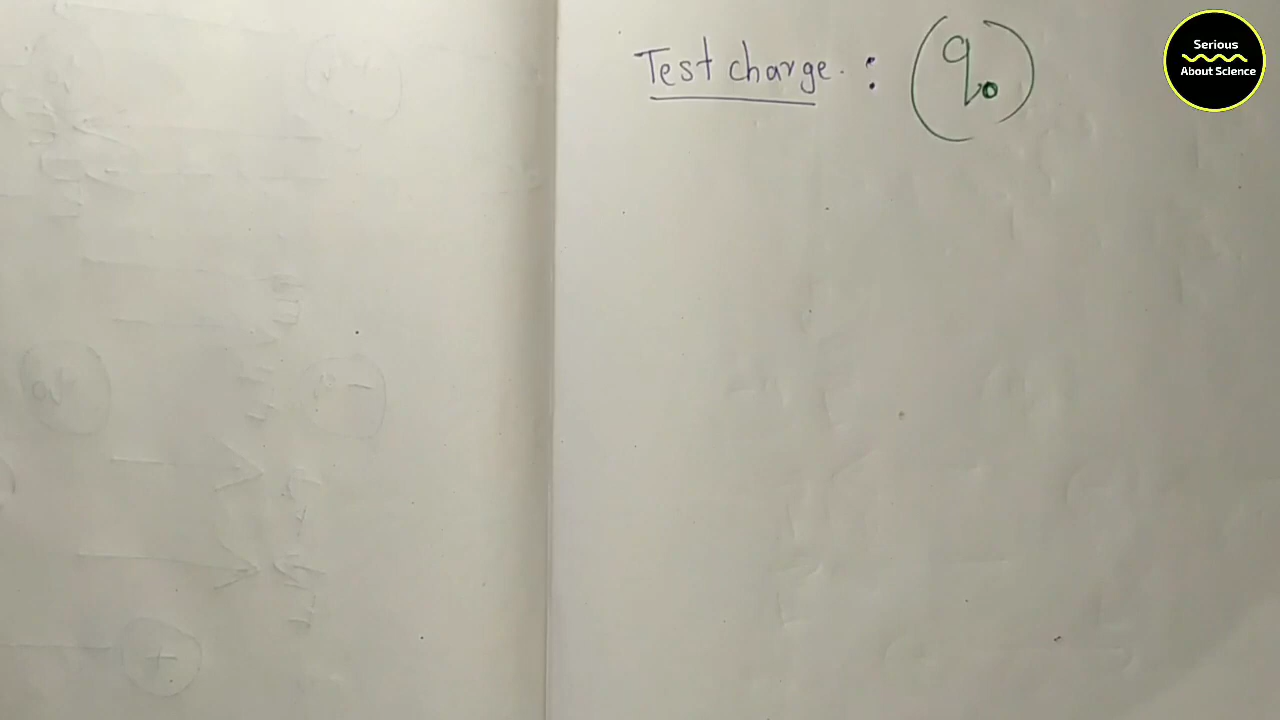 Test charge. : (q₀)
Serious
About Science